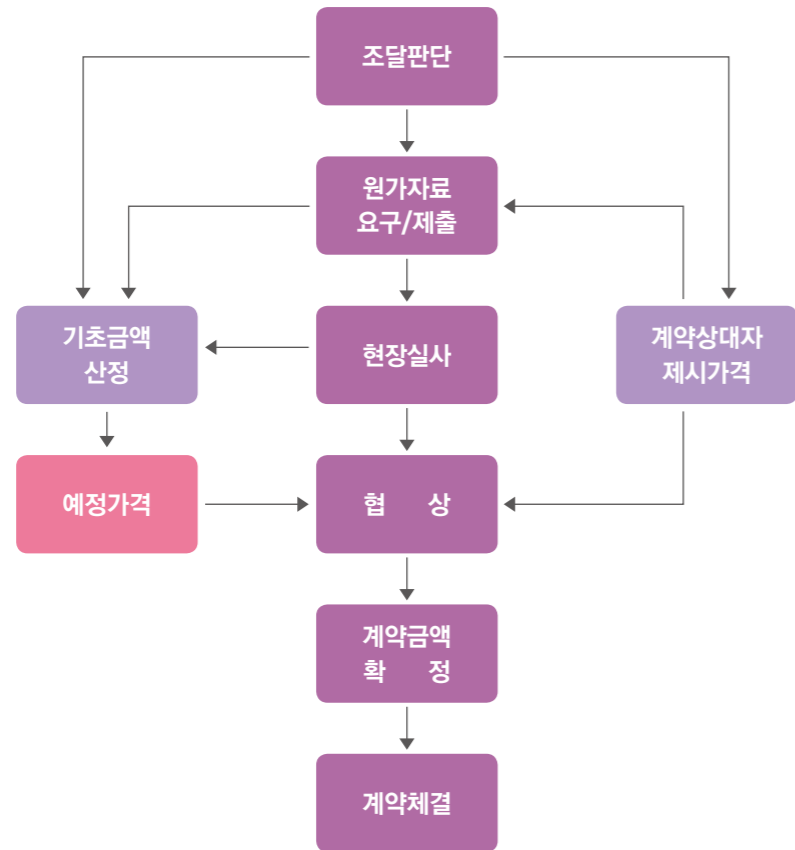 조달판단
원가자료
요구/제출
기초금액
산정
현장실사
계약상대자
제시가격
예정가격
협 상
계약금액
확 정
계약체결